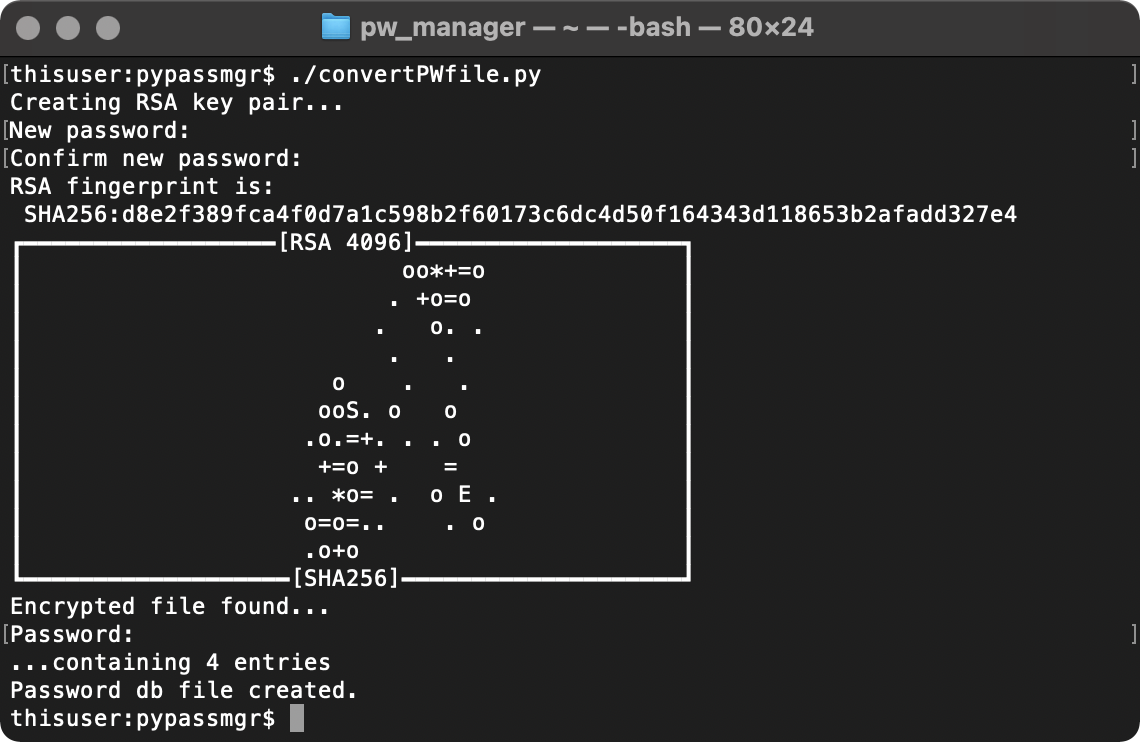 pw_manager — ~ — -bash — 80×24
[thisuser:pypassmgr$ ./convertPWfile.py ]
Creating RSA key pair...
[New password: ]
[Confirm new password: ]
RSA fingerprint is:
 SHA256:d8e2f389fca4f0d7a1c598b2f60173c6dc4d50f164343d118653b2afadd327e4
[RSA 4096]
oo*+=o
. +o=o
.   o. .
.   .
o    .   .
ooS. o   o
.o.=+. . . o
+=o +    =
.. *o= .  o E .
o=o=..    . o
.o+o
[SHA256]
Encrypted file found...
[Password: ]
...containing 4 entries
Password db file created.
thisuser:pypassmgr$